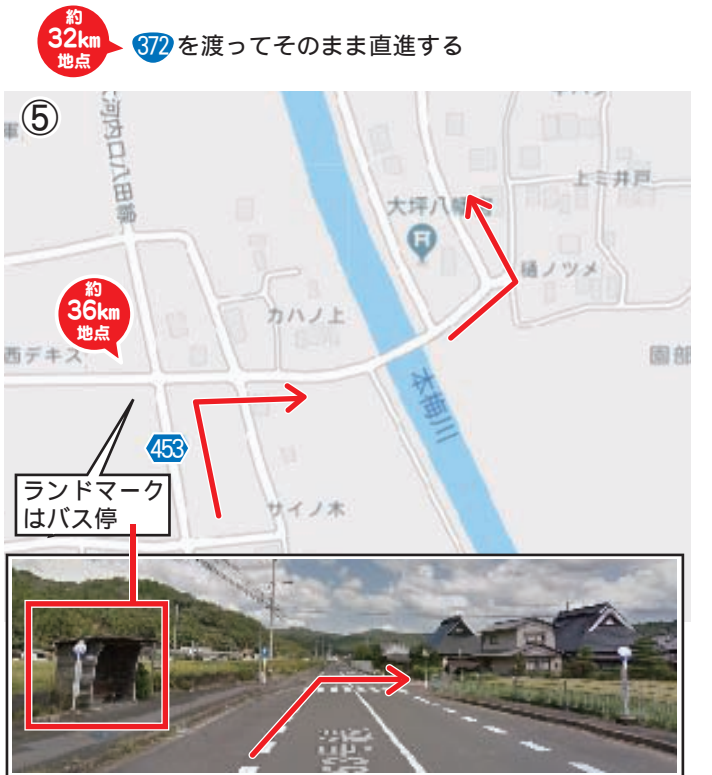 約
32km
地点
372を渡ってそのまま直進する
⑤
河内口八田線
大坪八幡宮
上ミ井戸
樋ノツメ
約
36km
地点
カハノ上
西デキス
園部
本梅川
453
ランドマーク
はバス停
サイノ木